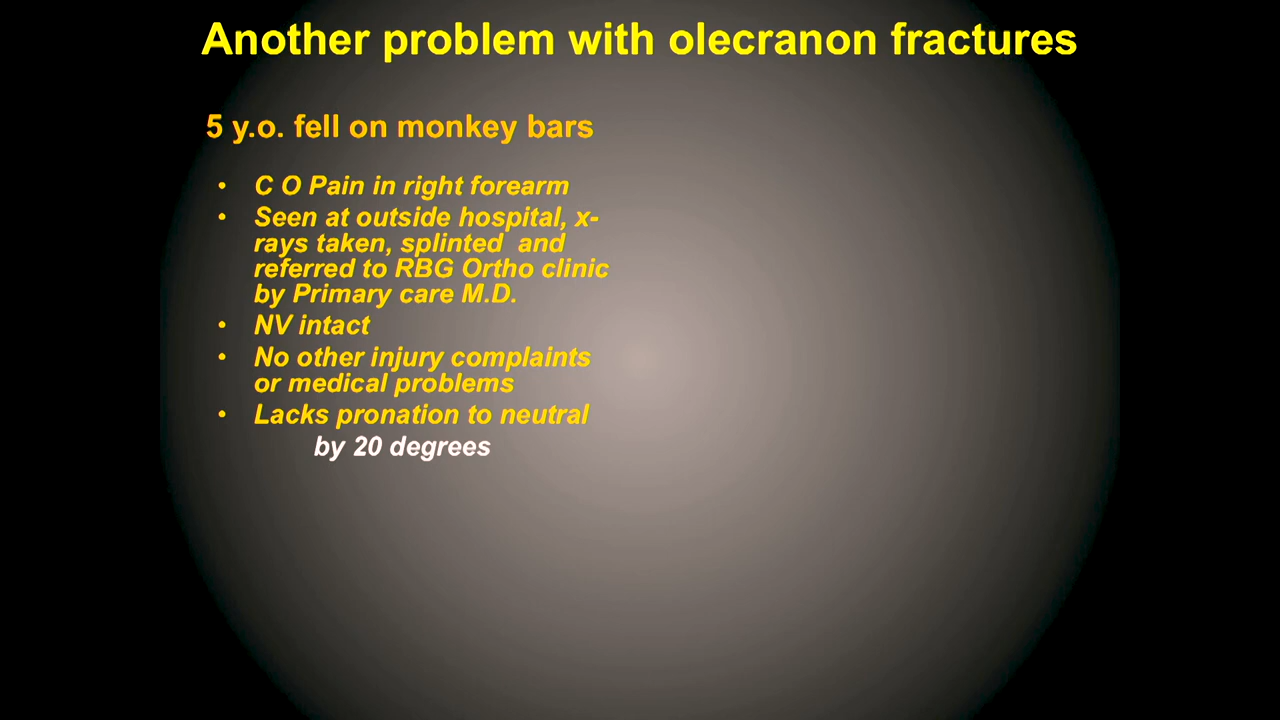 Another problem with olecranon fractures
5 y.o. fell on monkey bars
• C O Pain in right forearm
• Seen at outside hospital, x-
rays taken, splinted and
referred to RBG Ortho clinic
by Primary care M.D.
• NV intact
• No other injury complaints
or medical problems
• Lacks pronation to neutral
by 20 degrees